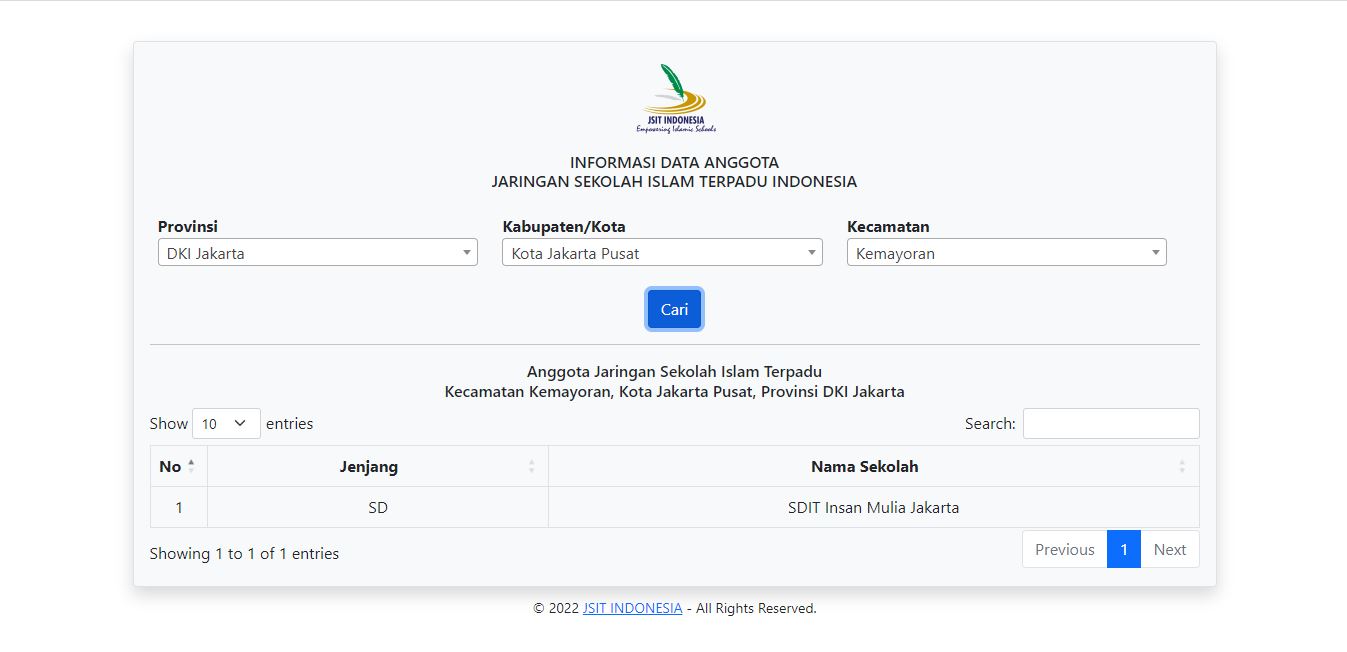 JSIT INDONESIA
Empowering Islamic Schools
INFORMASI DATA ANGGOTA
JARINGAN SEKOLAH ISLAM TERPADU INDONESIA
Provinsi Kabupaten/Kota Kecamatan
DKI Jakarta Kota Jakarta Pusat Kemayoran
Cari
Anggota Jaringan Sekolah Islam Terpadu
Kecamatan Kemayoran, Kota Jakarta Pusat, Provinsi DKI Jakarta
Show 10 entries Search:
No Jenjang Nama Sekolah
1 SD SDIT Insan Mulia Jakarta
Showing 1 to 1 of 1 entries Previous 1 Next
© 2022 JSIT INDONESIA - All Rights Reserved.